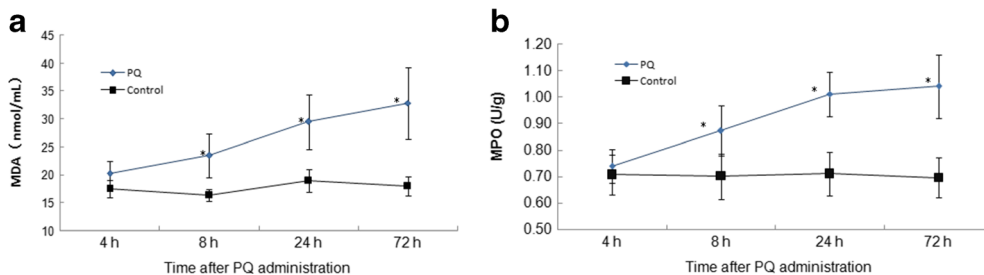 a
45
40
35
30
25
20
15
10
MDA（nmol/mL）
PQ
Control
*
*
*
4 h 8 h 24 h 72 h
Time after PQ administration
b
1.20
1.10
1.00
0.90
0.80
0.70
0.60
0.50
MPO (U/g)
PQ
Control
*
*
*
4 h 8 h 24 h 72 h
Time after PQ administration